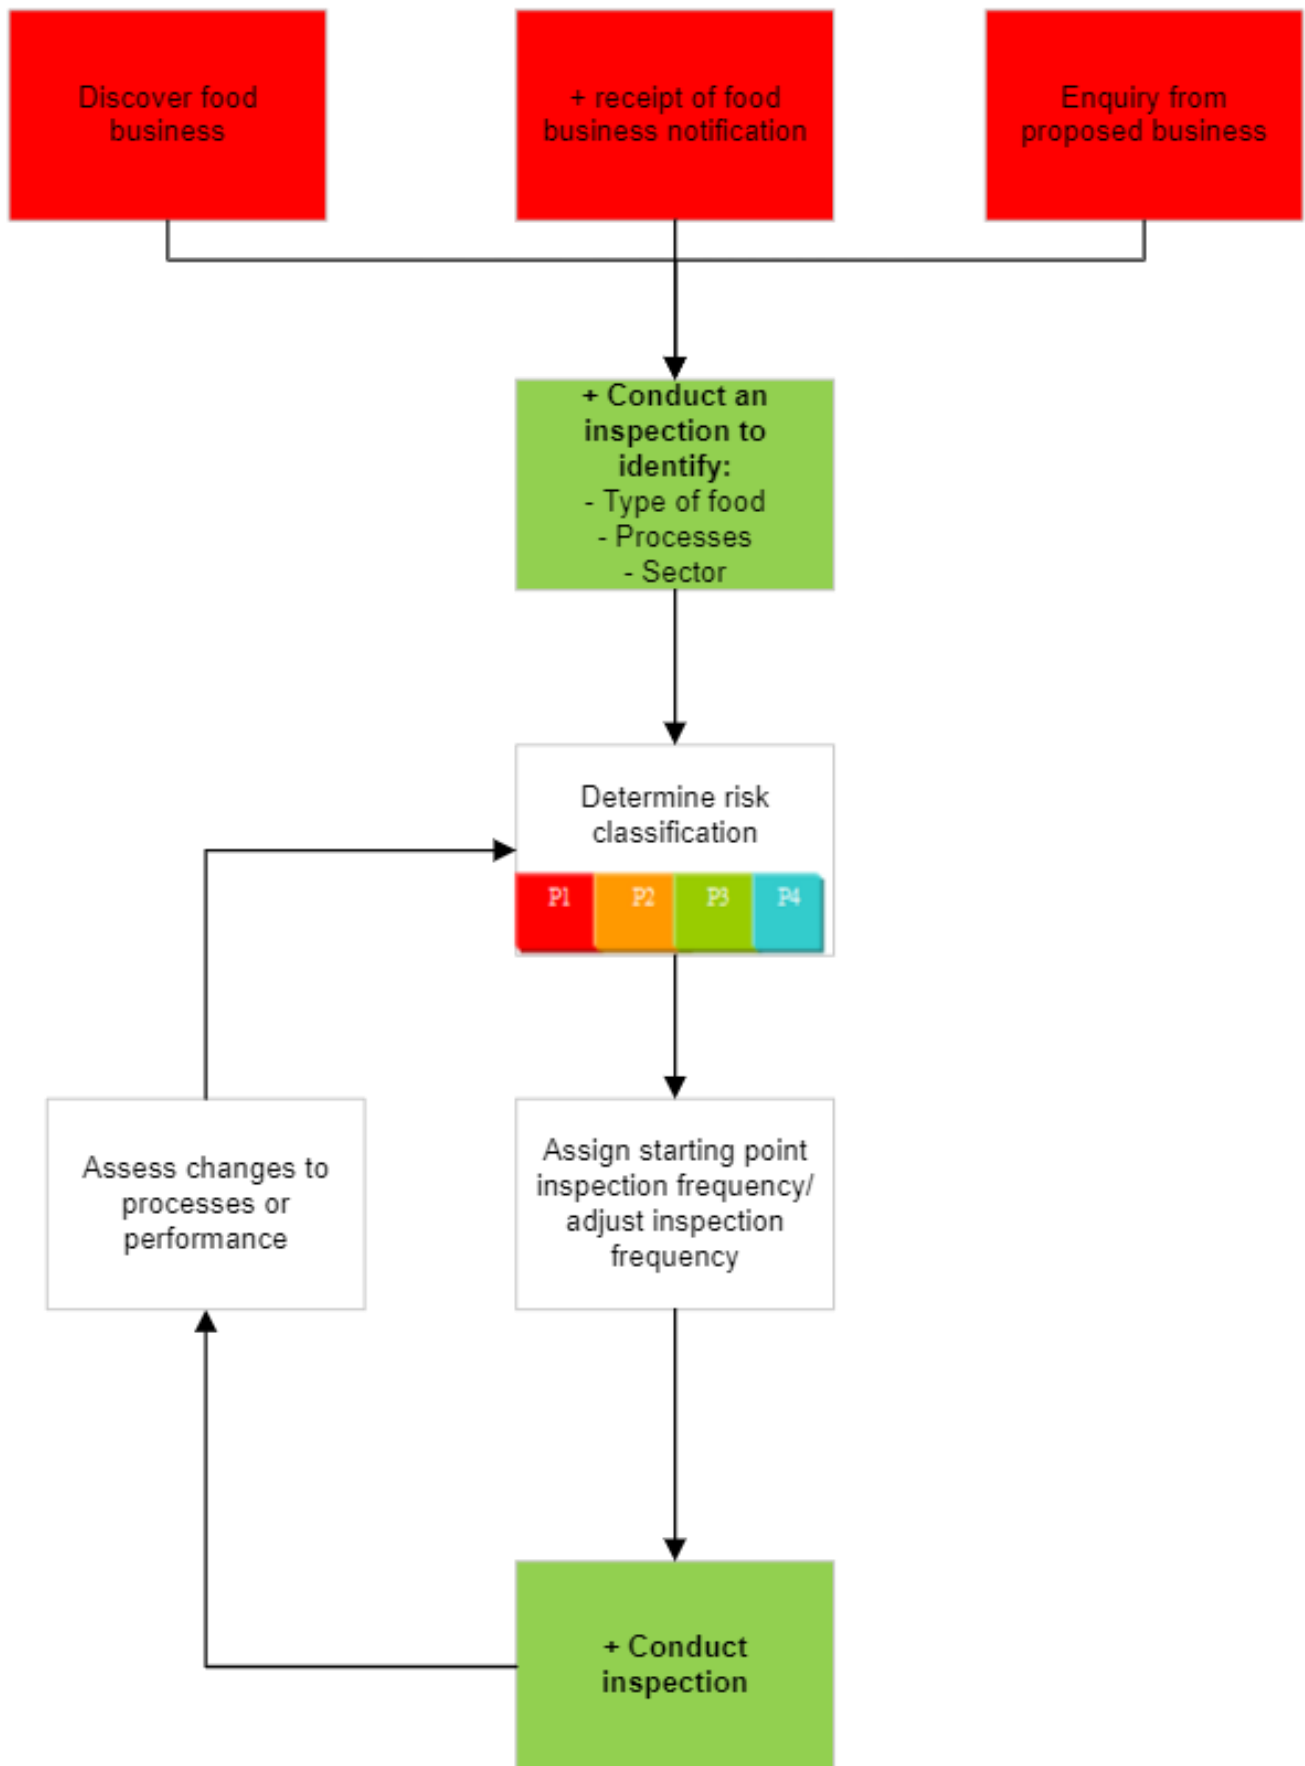 Discover food
business
+ receipt of food
business notification
Enquiry from
proposed business
+ Conduct an
inspection to
identify:
- Type of food
- Processes
- Sector
Determine risk
classification
P1 P2 P3 P4
Assess changes to
processes or
performance
Assign starting point
inspection frequency/
adjust inspection
frequency
+ Conduct
inspection